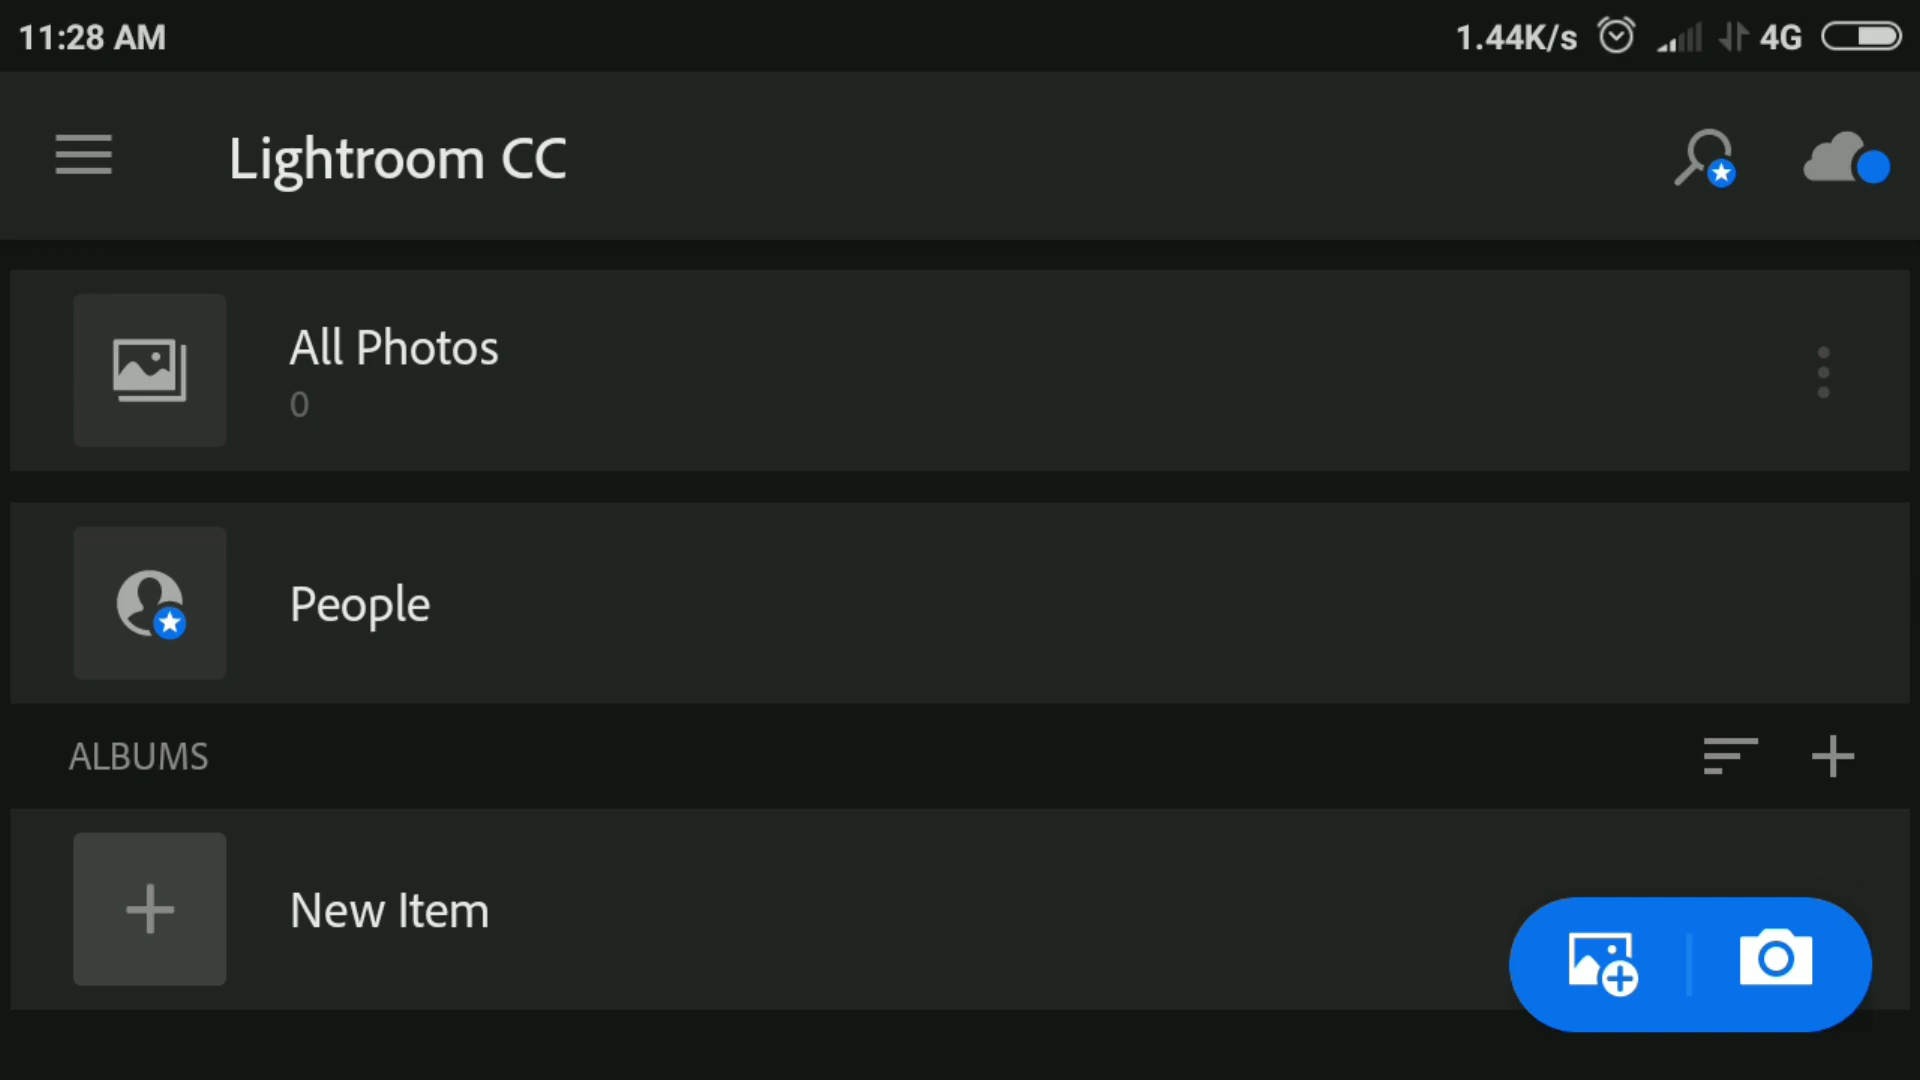 11:28 AM
1.44K/s 4G
Lightroom CC
All Photos
0
People
ALBUMS
New Item